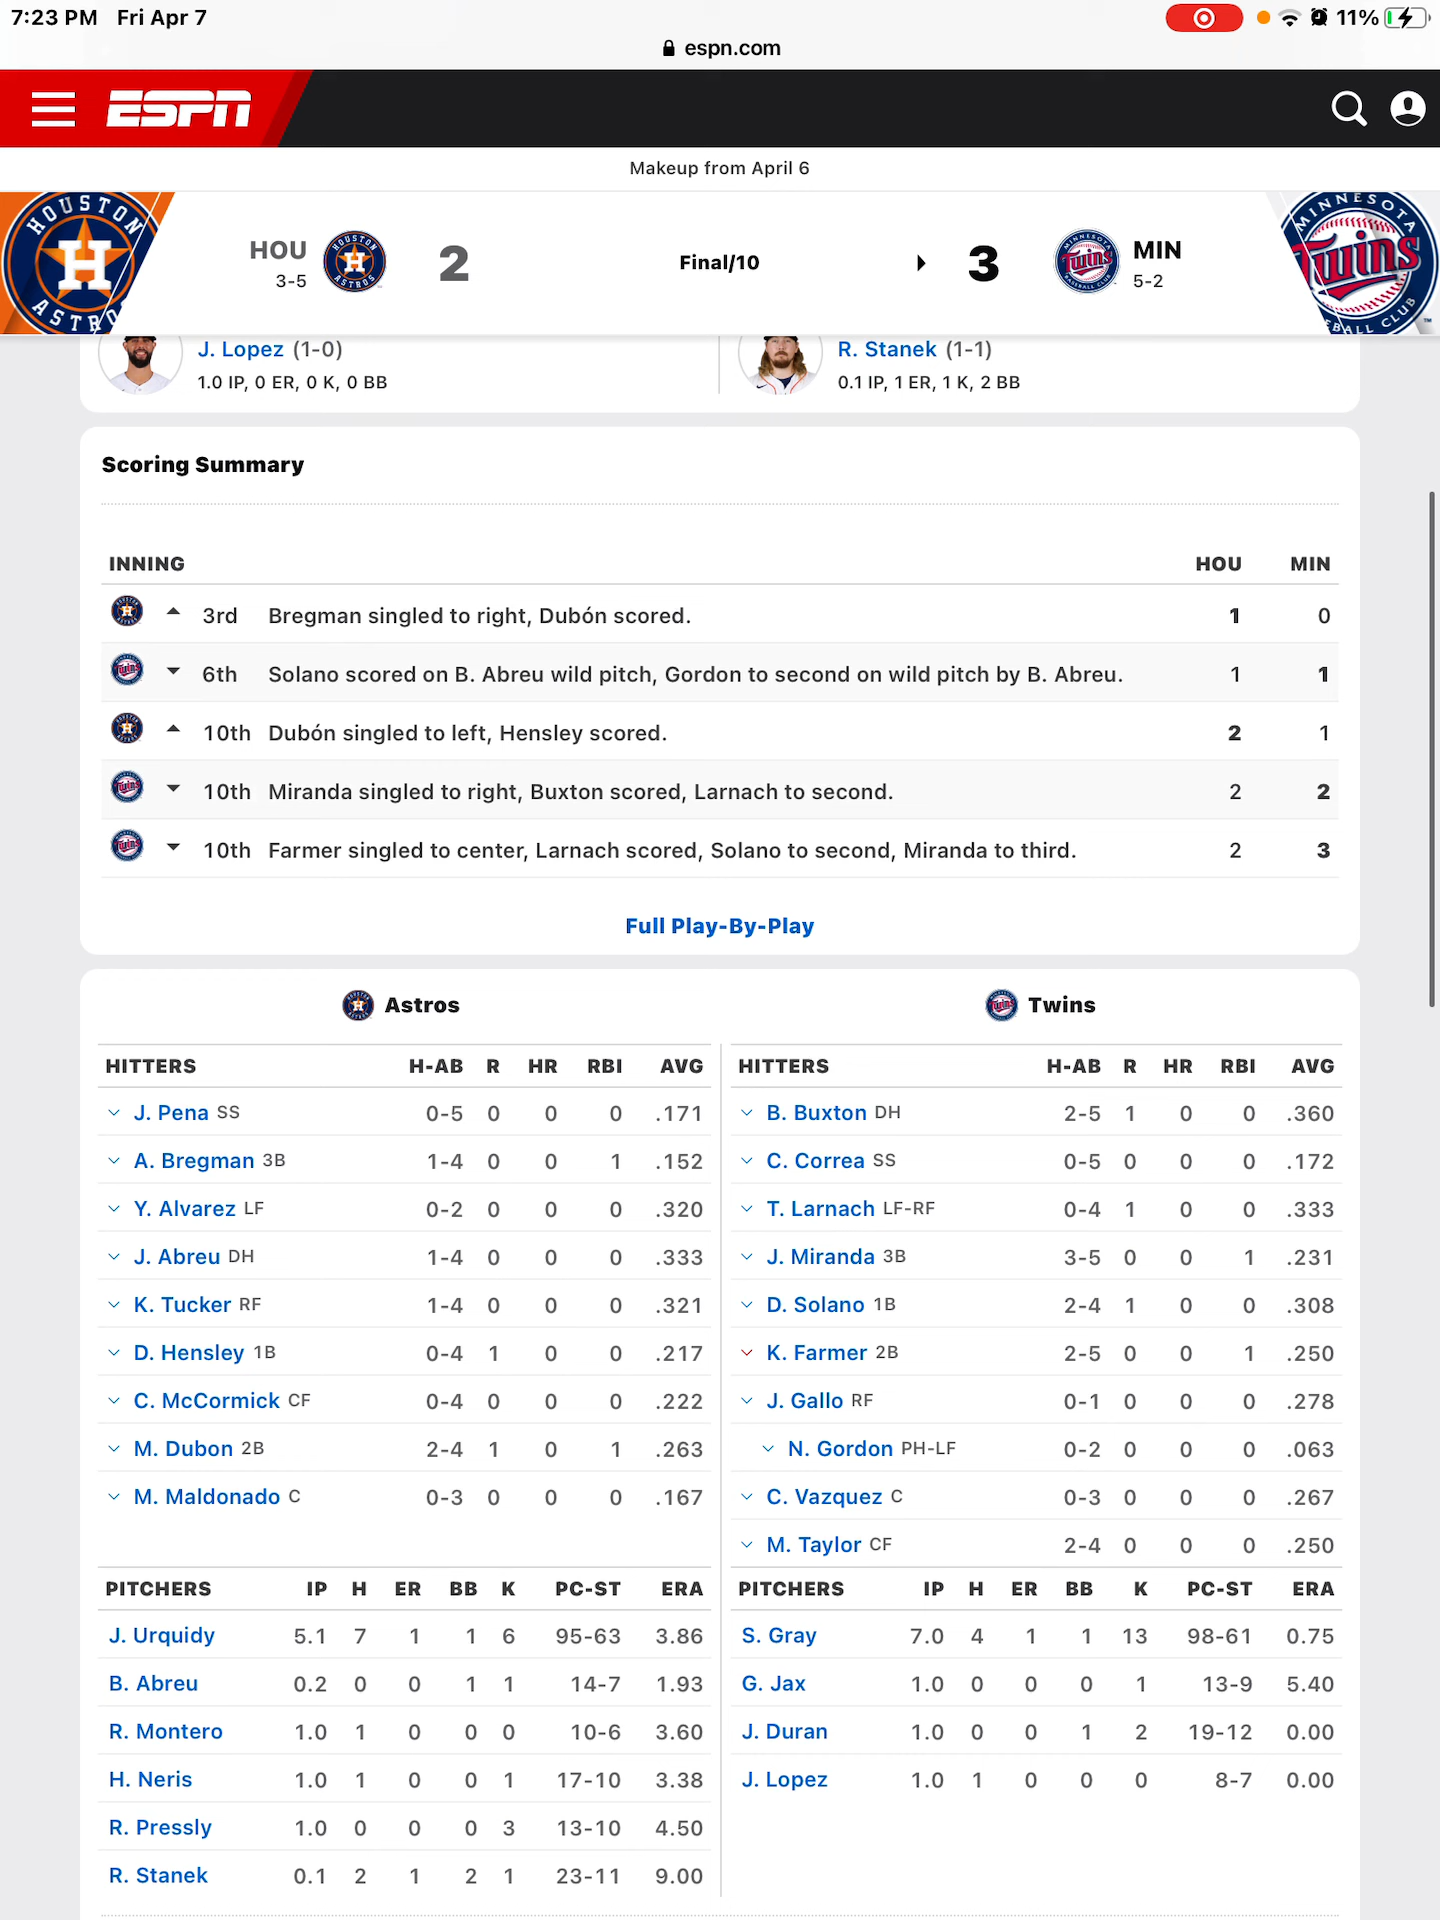 7:23 PM Fri Apr 7 11%
espn.com
ESPN
Makeup from April 6
HOUSTON ASTRO HOU 3-5 2 Final/10 3 MIN 5-2 MINNESOTA Twins BALL CLUB
J. Lopez (1-0) R. Stanek (1-1)
1.0 IP, 0 ER, 0 K, 0 BB 0.1 IP, 1 ER, 1 K, 2 BB
Scoring Summary
INNING HOU MIN
3rd Bregman singled to right, Dubón scored. 1 0
6th Solano scored on B. Abreu wild pitch, Gordon to second on wild pitch by B. Abreu. 1 1
10th Dubón singled to left, Hensley scored. 2 1
10th Miranda singled to right, Buxton scored, Larnach to second. 2 2
10th Farmer singled to center, Larnach scored, Solano to second, Miranda to third. 2 3
Full Play-By-Play
Astros
HITTERS H-AB R HR RBI AVG
J. Pena SS 0-5 0 0 0 .171
A. Bregman 3B 1-4 0 0 1 .152
Y. Alvarez LF 0-2 0 0 0 .320
J. Abreu DH 1-4 0 0 0 .333
K. Tucker RF 1-4 0 0 0 .321
D. Hensley 1B 0-4 1 0 0 .217
C. McCormick CF 0-4 0 0 0 .222
M. Dubon 2B 2-4 1 0 1 .263
M. Maldonado C 0-3 0 0 0 .167
PITCHERS IP H ER BB K PC-ST ERA
J. Urquidy 5.1 7 1 1 6 95-63 3.86
B. Abreu 0.2 0 0 1 1 14-7 1.93
R. Montero 1.0 1 0 0 0 10-6 3.60
H. Neris 1.0 1 0 0 1 17-10 3.38
R. Pressly 1.0 0 0 0 3 13-10 4.50
R. Stanek 0.1 2 1 2 1 23-11 9.00
Twins
HITTERS H-AB R HR RBI AVG
B. Buxton DH 2-5 1 0 0 .360
C. Correa SS 0-5 0 0 0 .172
T. Larnach LF-RF 0-4 1 0 0 .333
J. Miranda 3B 3-5 0 0 1 .231
D. Solano 1B 2-4 1 0 0 .308
K. Farmer 2B 2-5 0 0 1 .250
J. Gallo RF 0-1 0 0 0 .278
N. Gordon PH-LF 0-2 0 0 0 .063
C. Vazquez C 0-3 0 0 0 .267
M. Taylor CF 2-4 0 0 0 .250
PITCHERS IP H ER BB K PC-ST ERA
S. Gray 7.0 4 1 1 13 98-61 0.75
G. Jax 1.0 0 0 0 1 13-9 5.40
J. Duran 1.0 0 0 1 2 19-12 0.00
J. Lopez 1.0 1 0 0 0 8-7 0.00